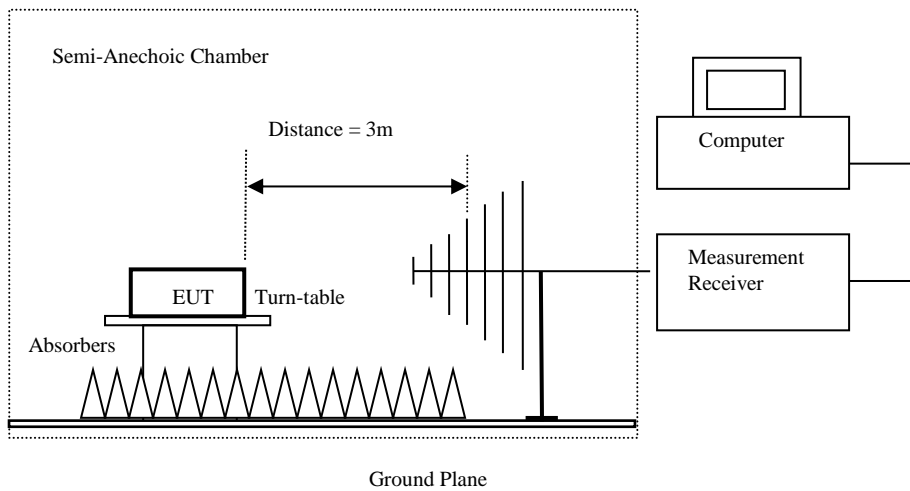 Semi-Anechoic Chamber
Distance = 3m
Computer
Measurement
Receiver
EUT
Turn-table
Absorbers
Ground Plane